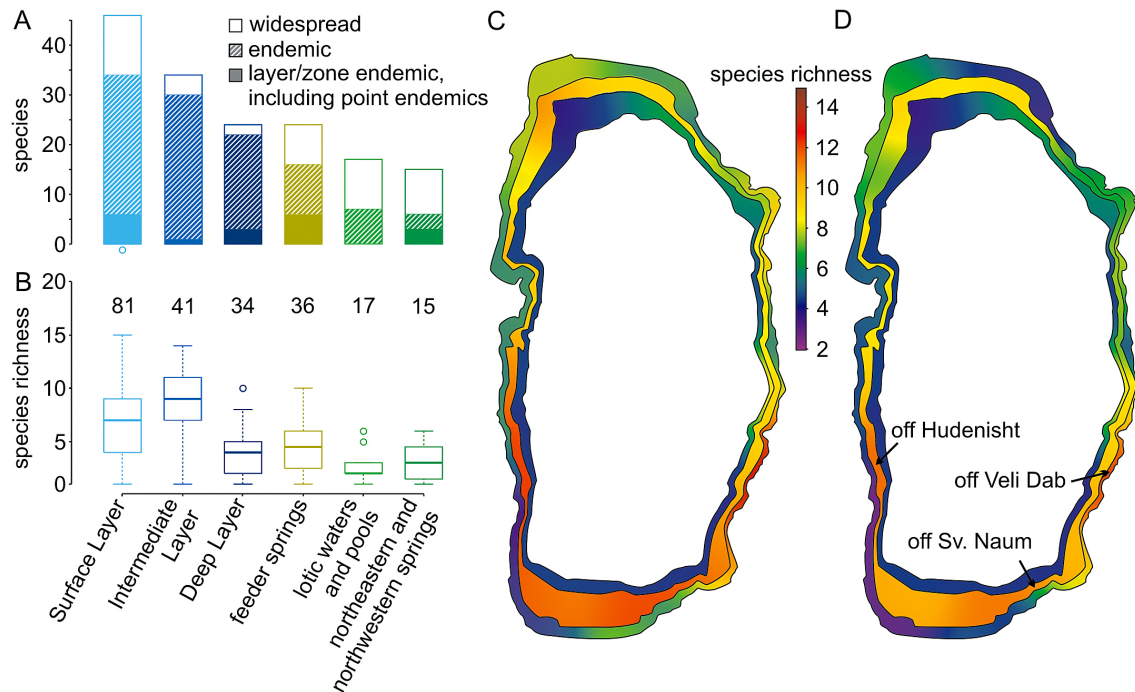 A
40
30
20
10
0
species
widespread
endemic
layer/zone endemic,
including point endemics
B
20
15
10
5
0
species richness
81
41
34
36
17
15
Surface Layer
Intermediate
Layer
Deep Layer
feeder springs
lotic waters
and pools
northeastern and
northwestern springs
C
species richness
14
12
10
8
6
4
2
D
off Hudenisht
off Veli Dab
off Sv. Naum